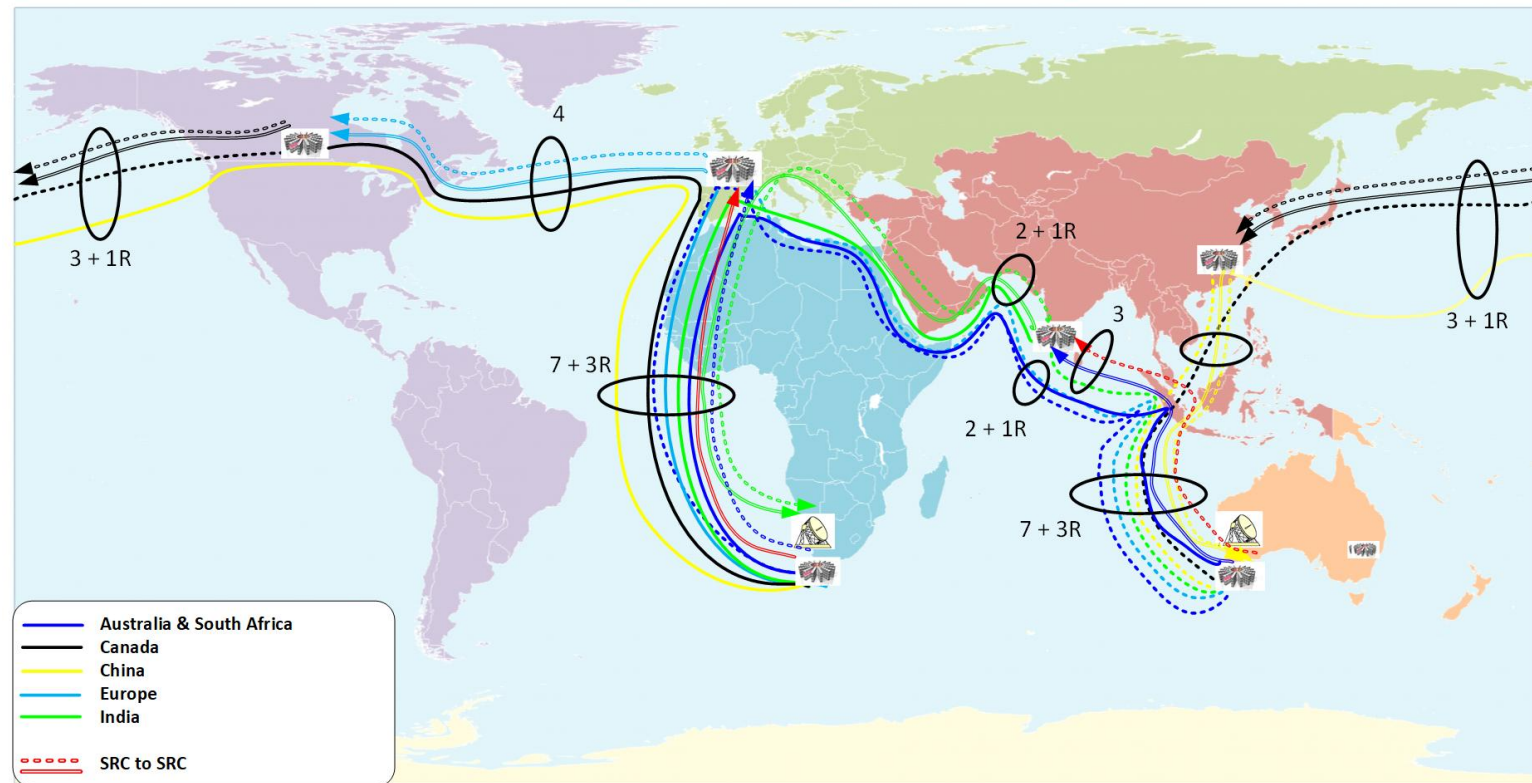 4
3 + 1R
2 + 1R
3
3 + 1R
7 + 3R
2 + 1R
7 + 3R
Australia & South Africa
Canada
China
Europe
India
SRC to SRC